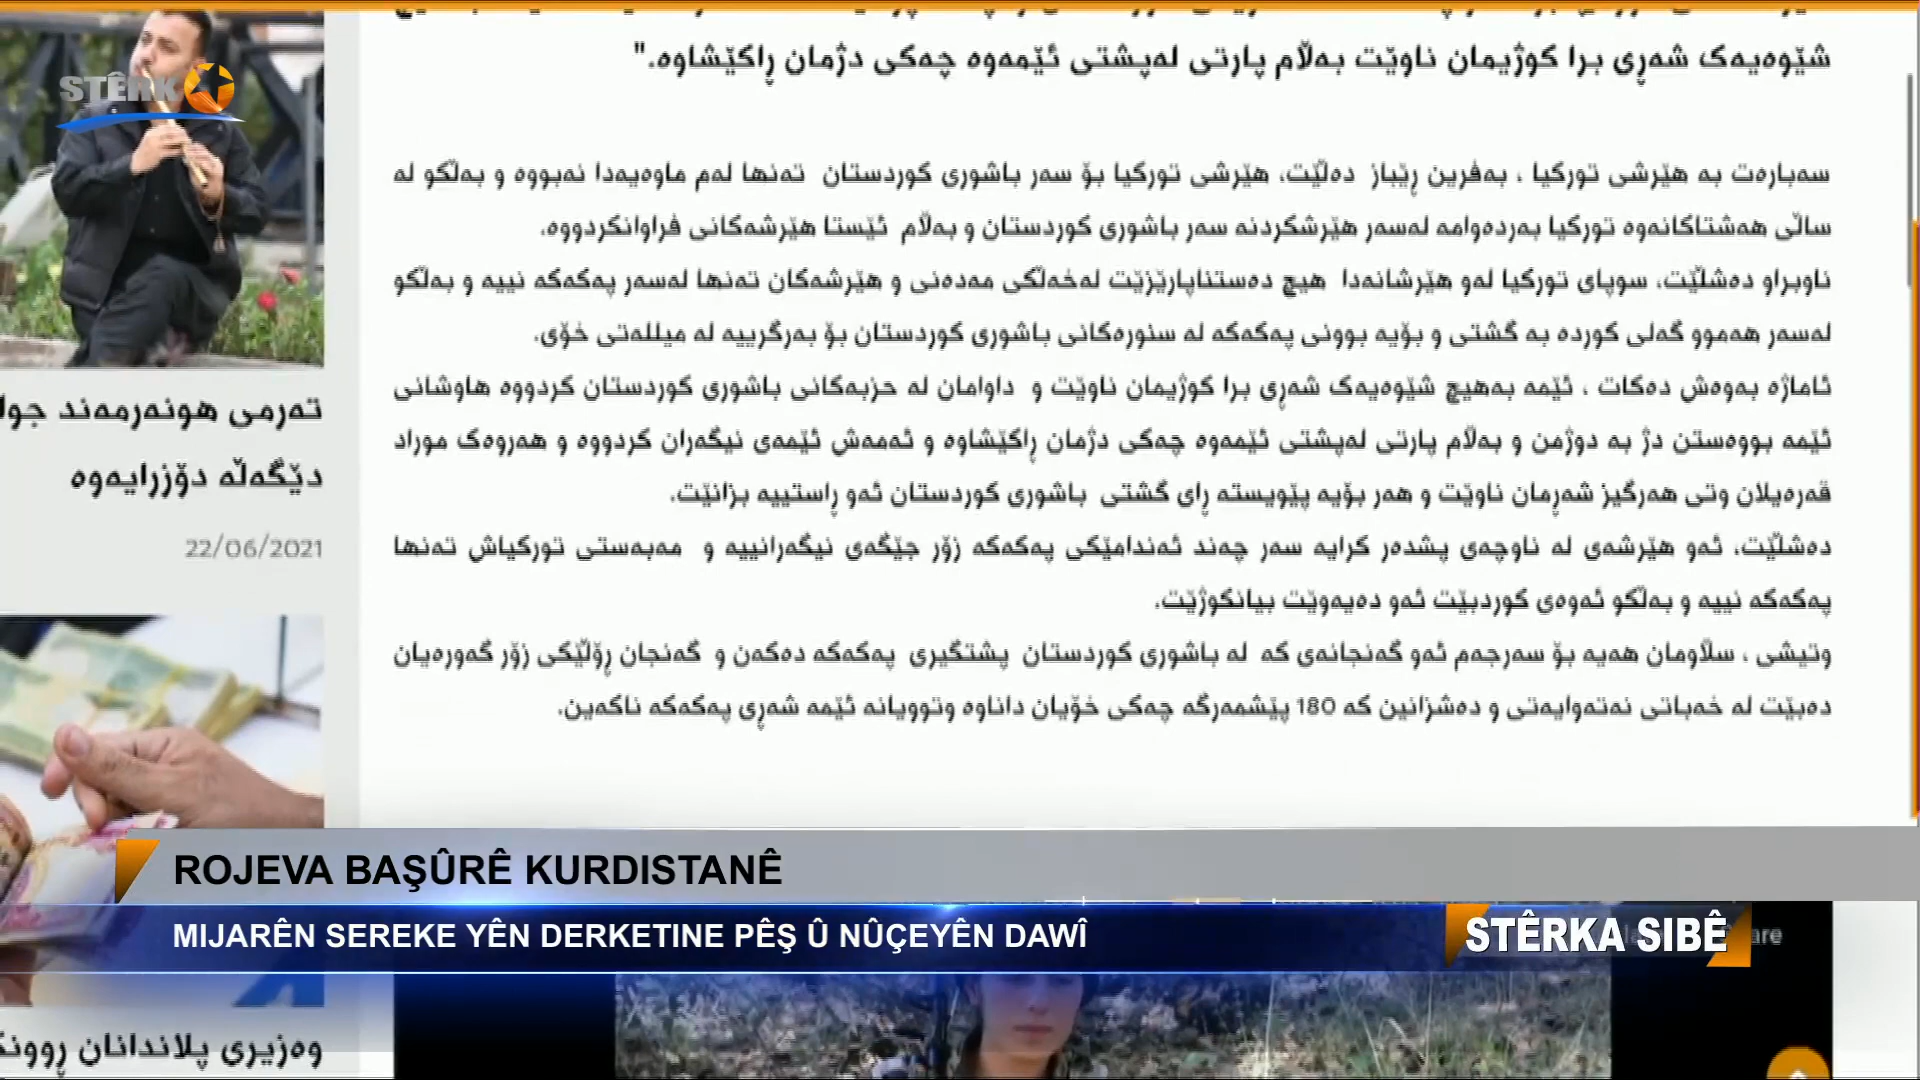 STÊRK
شێوەیەک شەڕی برا کوژیمان ناوێت بەڵام پارتی لەپشتی ئێمەوە چەکی دژمان ڕاکێشاوە."
سەبارەت بە هێرشی تورکیا ، بەفرین ڕێباز دەڵێت، هێرشی تورکیا بۆ سەر باشوری کوردستان تەنها لەم ماوەیەدا نەبووە و بەڵکو لە
ساڵی هەشتاکانەوە تورکیا بەردەوامە لەسەر هێرشکردنە سەر باشوری کوردستان و بەڵام ئێستا هێرشەکانی فراوانکردووە.
ناوبراو دەشڵێت، سوپای تورکیا لەو هێرشانەدا هیچ دەستناپارێزێت لەخەڵکی مەدەنی و هێرشەکان تەنها لەسەر پەکەکە نییە و بەڵکو
لەسەر هەموو گەلی کوردە بە گشتی و بۆیە بوونی پەکەکە لە سنورەکانی باشوری کوردستان بۆ بەرگرییە لە میللەتی خۆی.
ئاماژە بەوەش دەکات ، ئێمە بەهیچ شێوەیەک شەڕی برا کوژیمان ناوێت و داوامان لە حزبەکانی باشوری کوردستان کردووە هاوشانی
ئێمە بووەستن دژ بە دوژمن و بەڵام پارتی لەپشتی ئێمەوە چەکی دژمان ڕاکێشاوە و ئەمەش ئێمەی نیگەران کردووە و هەروەک موراد
قەرەیلان وتی هەرگیز شەڕمان ناوێت و هەر بۆیە پێویستە ڕای گشتی باشوری کوردستان ئەو ڕاستییە بزانێت.
دەشڵێت، ئەو هێرشەی لە ناوچەی پشدەر کرایە سەر چەند ئەندامێکی پەکەکە زۆر جێگەی نیگەرانییە و مەبەستی تورکیاش تەنها
پەکەکە نییە و بەڵکو ئەوەی کوردبێت ئەو دەیەوێت بیانکوژێت.
وتیشی ، سڵاومان هەیە بۆ سەرجەم ئەو گەنجانەی کە لە باشوری کوردستان پشتگیری پەکەکە دەکەن و گەنجان ڕۆڵێکی زۆر گەورەیان
دەبێت لە خەباتی نەتەوایەتی و دەشزانین کە 180 پێشمەرگە چەکی خۆیان داناوە وتوویانە ئێمە شەڕی پەکەکە ناکەین.
تەرمی هونەرمەند
دێگەڵە دۆزرایەوە
22/06/2021
وەزیری پلاندانان
ROJEVA BAŞÛRÊ KURDISTANÊ
MIJARÊN SEREKE YÊN DERKETINE PÊŞ Û NÛÇEYÊN DAWÎ
STÊRKA SIBÊ